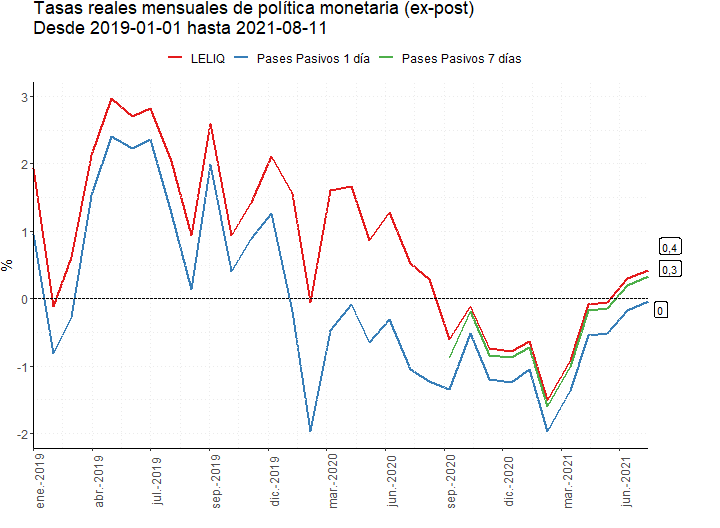 Tasas reales mensuales de política monetaria (ex-post)
Desde 2019-01-01 hasta 2021-08-11
LELIQ Pases Pasivos 1 día Pases Pasivos 7 días
%
3
2
1
0
-1
-2
0,4
0,3
0
ene.-2019
abr.-2019
jul.-2019
sep.-2019
dic.-2019
mar.-2020
jun.-2020
sep.-2020
dic.-2020
mar.-2021
jun.-2021